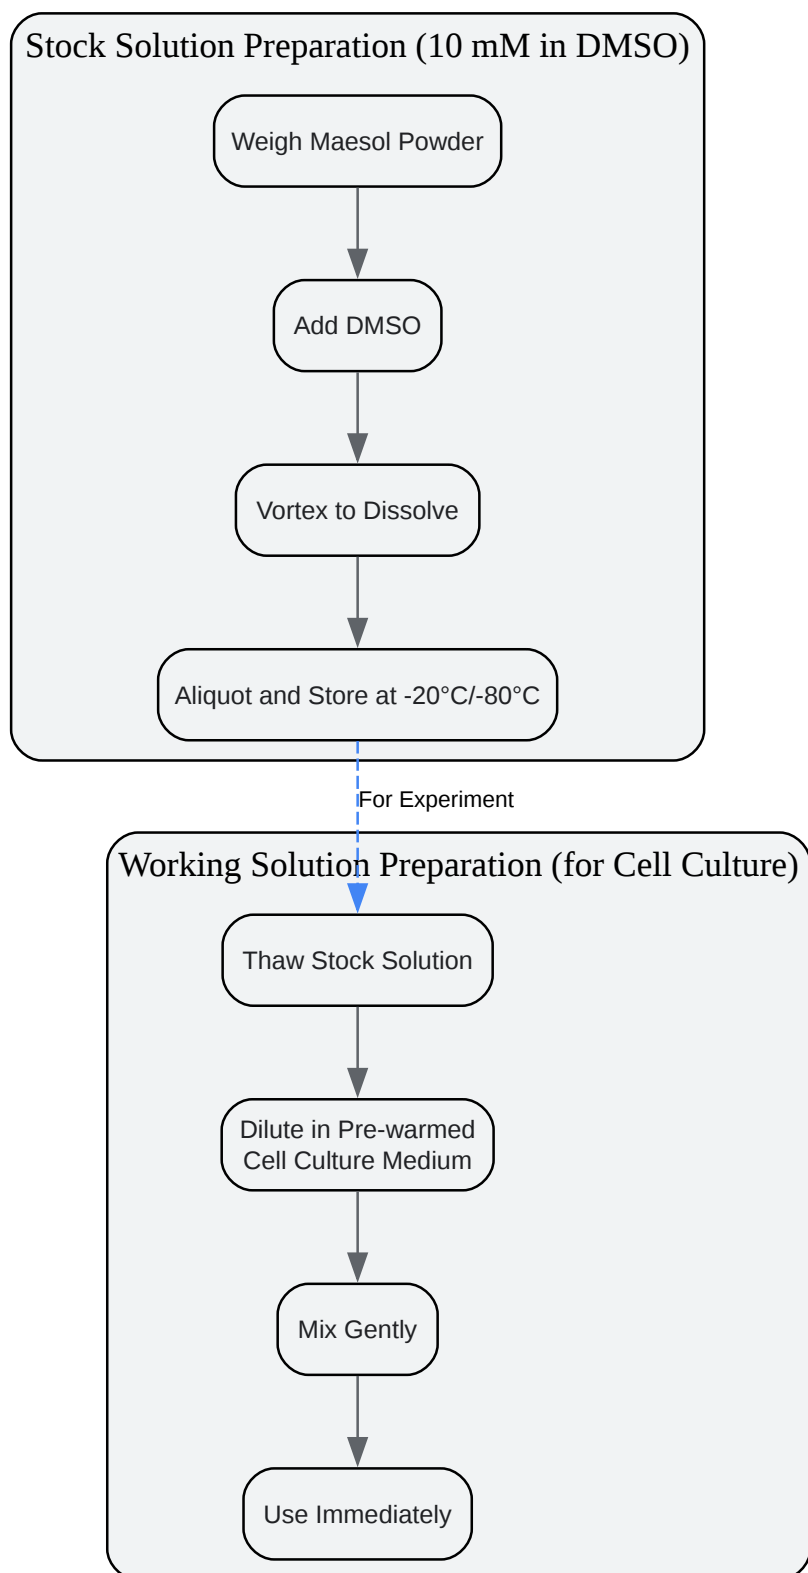 Stock Solution Preparation (10 mM in DMSO)
Weigh Maesol Powder
Add DMSO
Vortex to Dissolve
Aliquot and Store at -20°C/-80°C
For Experiment
Working Solution Preparation (for Cell Culture)
Thaw Stock Solution
Dilute in Pre-warmed
Cell Culture Medium
Mix Gently
Use Immediately